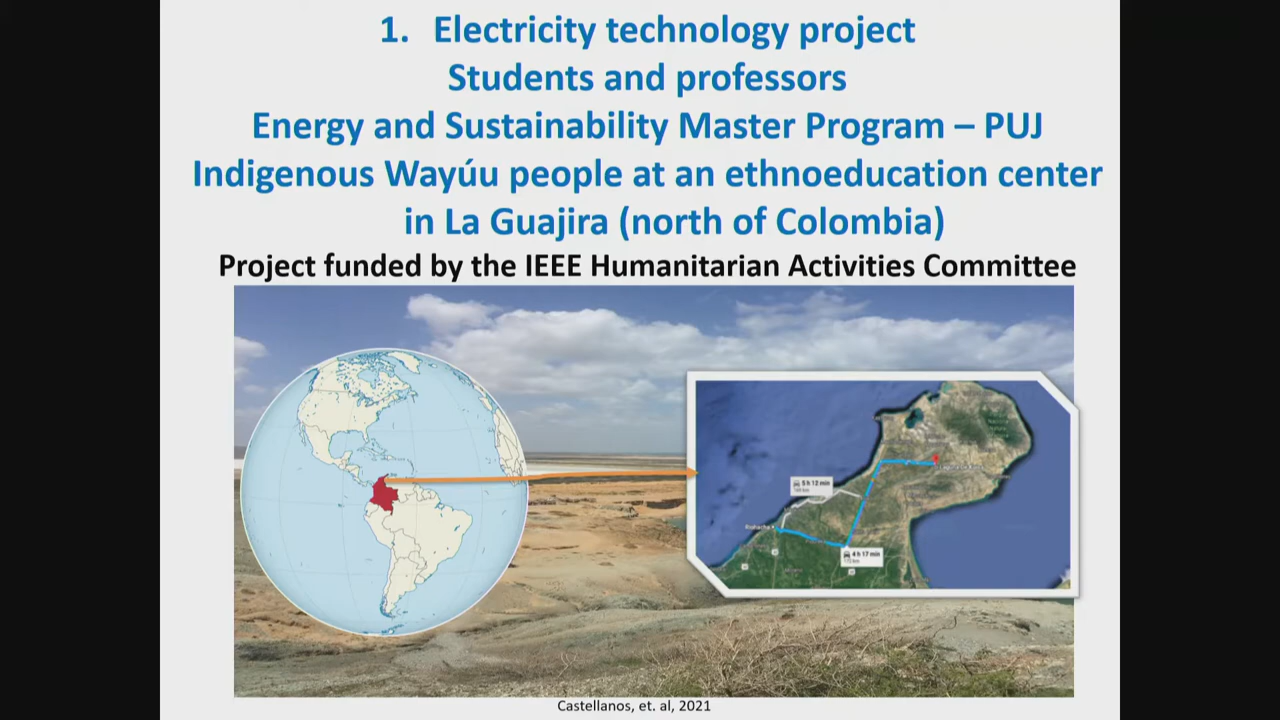 1. Electricity technology project
Students and professors
Energy and Sustainability Master Program – PUJ
Indigenous Wayúu people at an ethnoeducation center
in La Guajira (north of Colombia)
Project funded by the IEEE Humanitarian Activities Committee
5 h 12 min
Riohacha
4 h 17 min
Castellanos, et. al, 2021